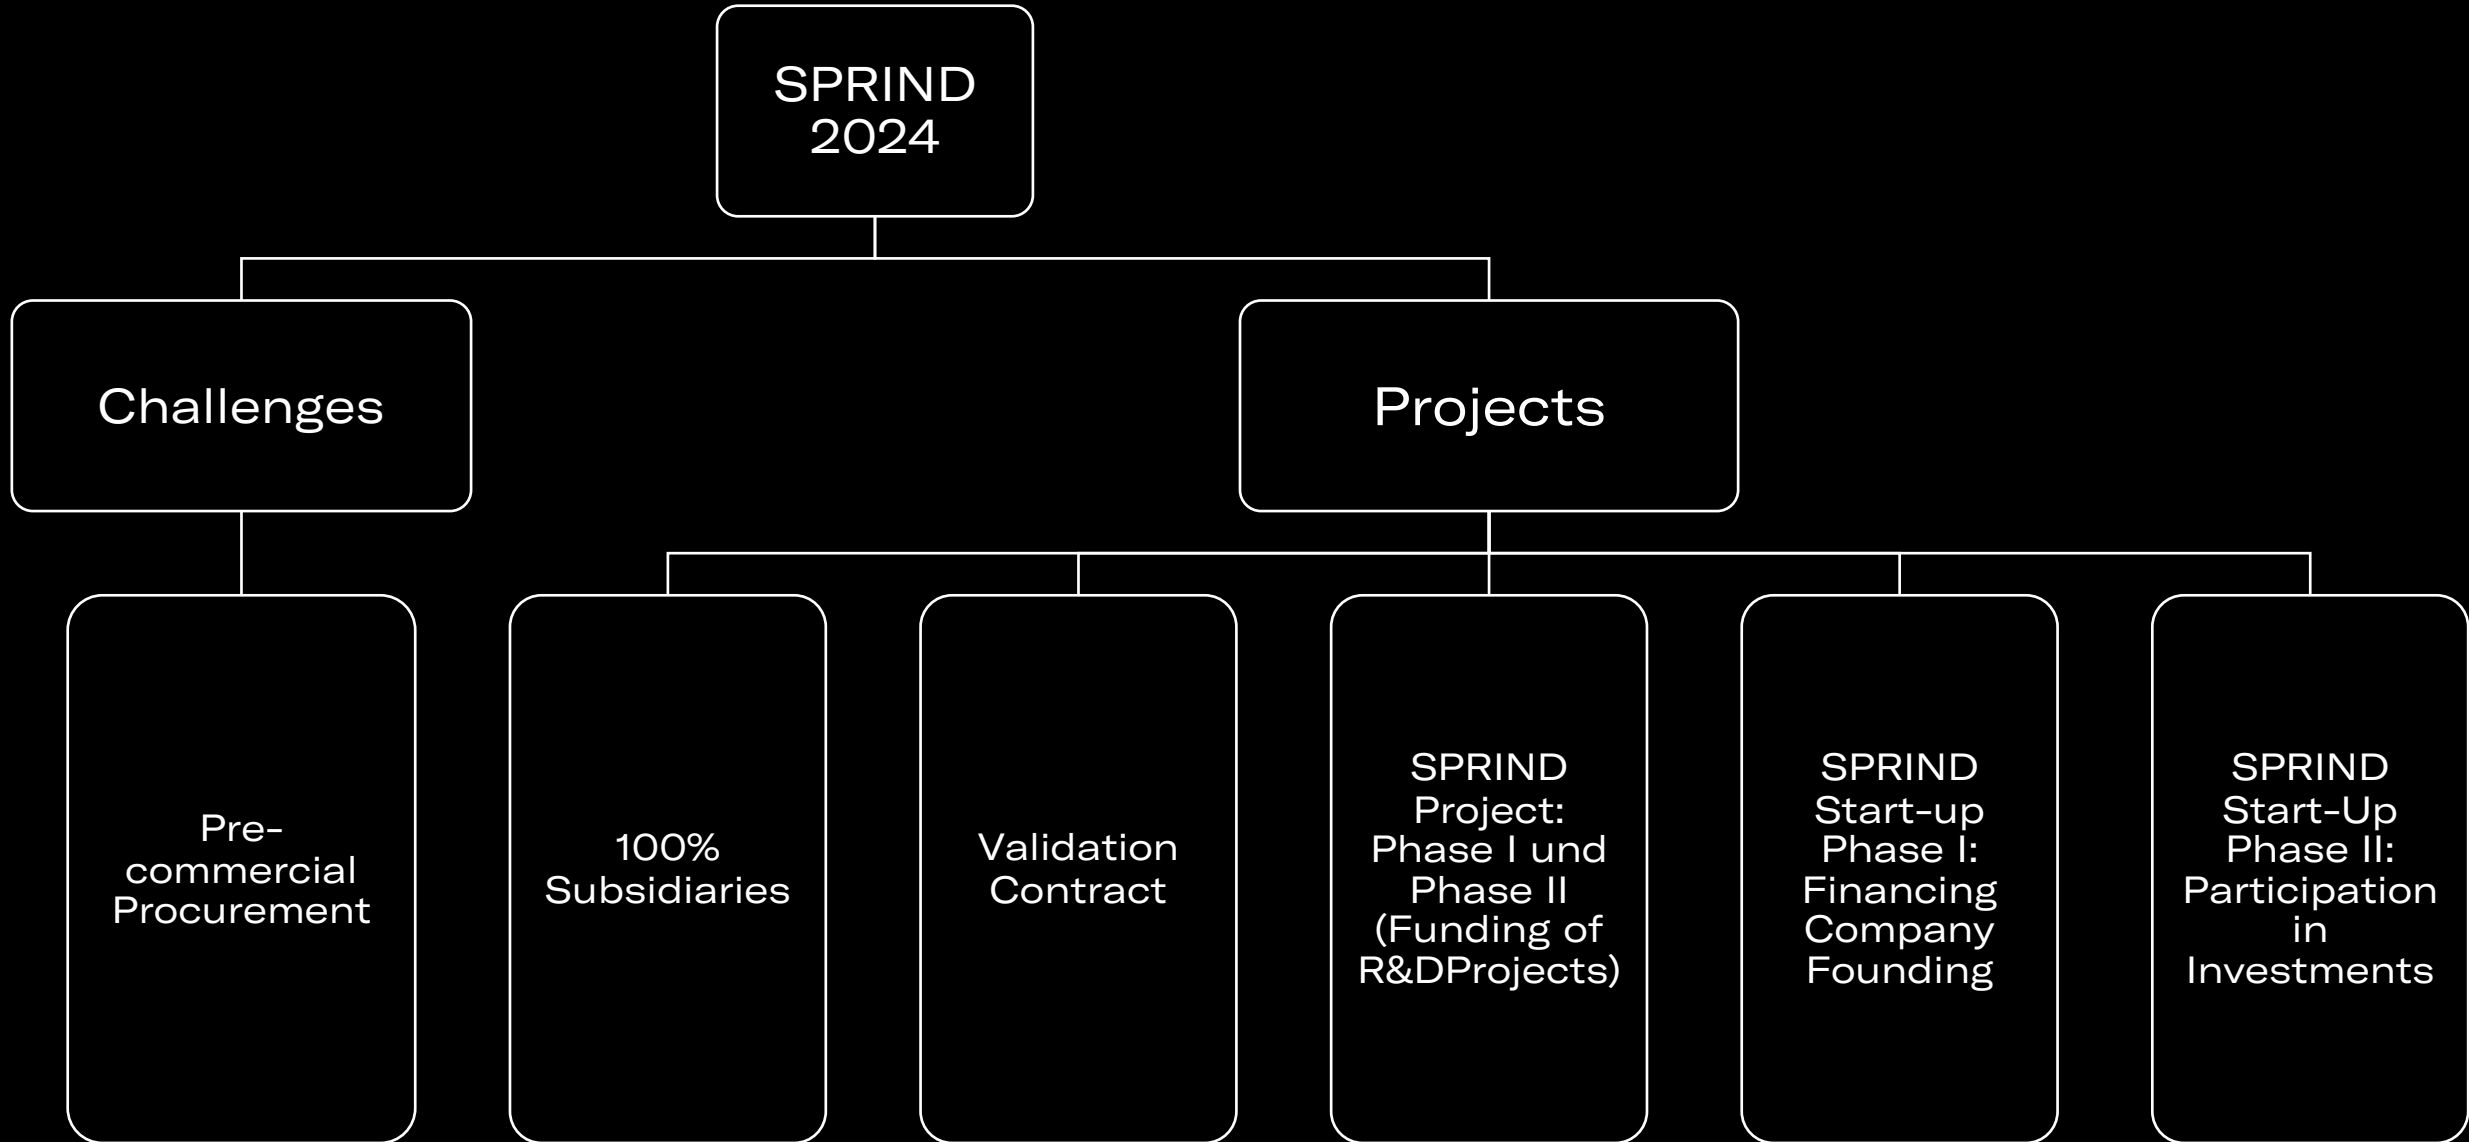 SPRIND
2024
Challenges
Projects
Pre-
commercial
Procurement
100%
Subsidiaries
Validation
Contract
SPRIND
Project:
Phase I und
Phase II
(Funding of
R&DProjects)
SPRIND
Start-up
Phase I:
Financing
Company
Founding
SPRIND
Start-Up
Phase II:
Participation
in
Investments